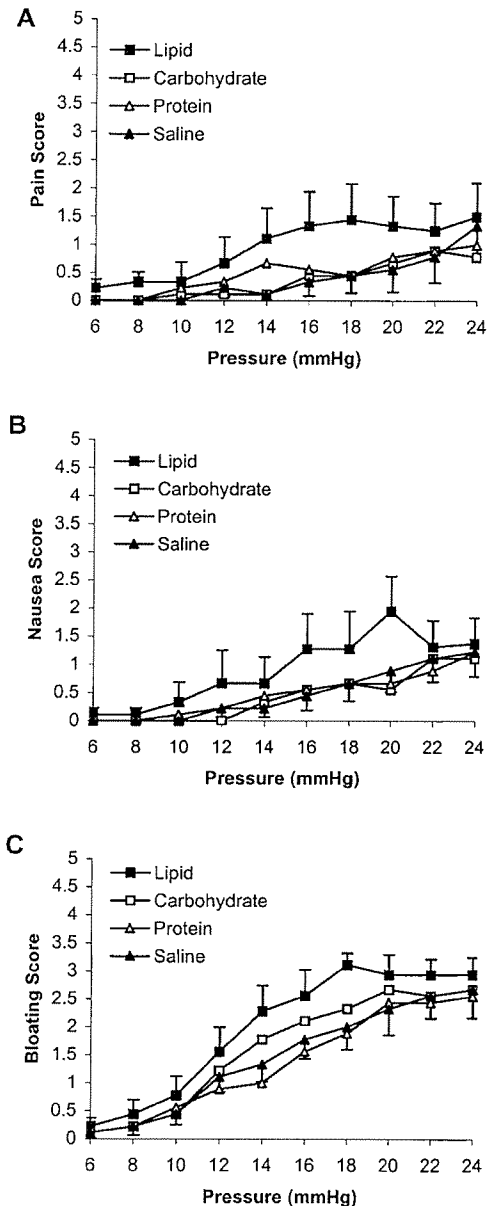 A
5
4.5
4
3.5
3
2.5
2
1.5
1
0.5
0
Pain Score
Lipid
Carbohydrate
Protein
Saline
6 8 10 12 14 16 18 20 22 24
Pressure (mmHg)
B
5
4.5
4
3.5
3
2.5
2
1.5
1
0.5
0
Nausea Score
Lipid
Carbohydrate
Protein
Saline
6 8 10 12 14 16 18 20 22 24
Pressure (mmHg)
C
5
4.5
4
3.5
3
2.5
2
1.5
1
0.5
0
Bloating Score
Lipid
Carbohydrate
Protein
Saline
6 8 10 12 14 16 18 20 22 24
Pressure (mmHg)